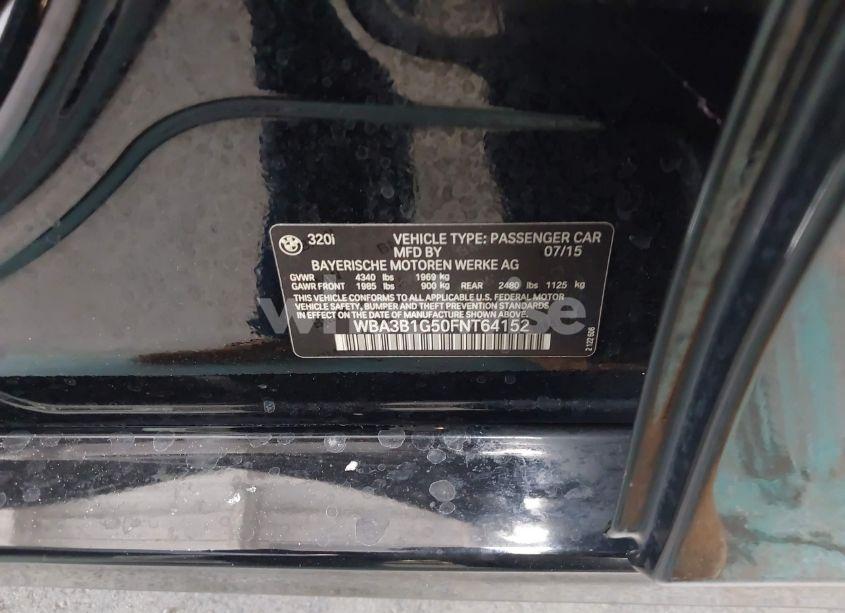 320i VEHICLE TYPE: PASSENGER CAR
MFD BY 07/15
BAYERISCHE MOTOREN WERKE AG
GVWR 4340 lbs 1969 kg
GAWR FRONT 1985 lbs 900 kg REAR 2480 lbs 1125 kg
THIS VEHICLE CONFORMS TO ALL APPLICABLE U.S. FEDERAL MOTOR
VEHICLE SAFETY, BUMPER AND THEFT PREVENTION STANDARDS
IN EFFECT ON THE DATE OF MANUFACTURE SHOWN ABOVE.
WBA3B1G50FNT64152